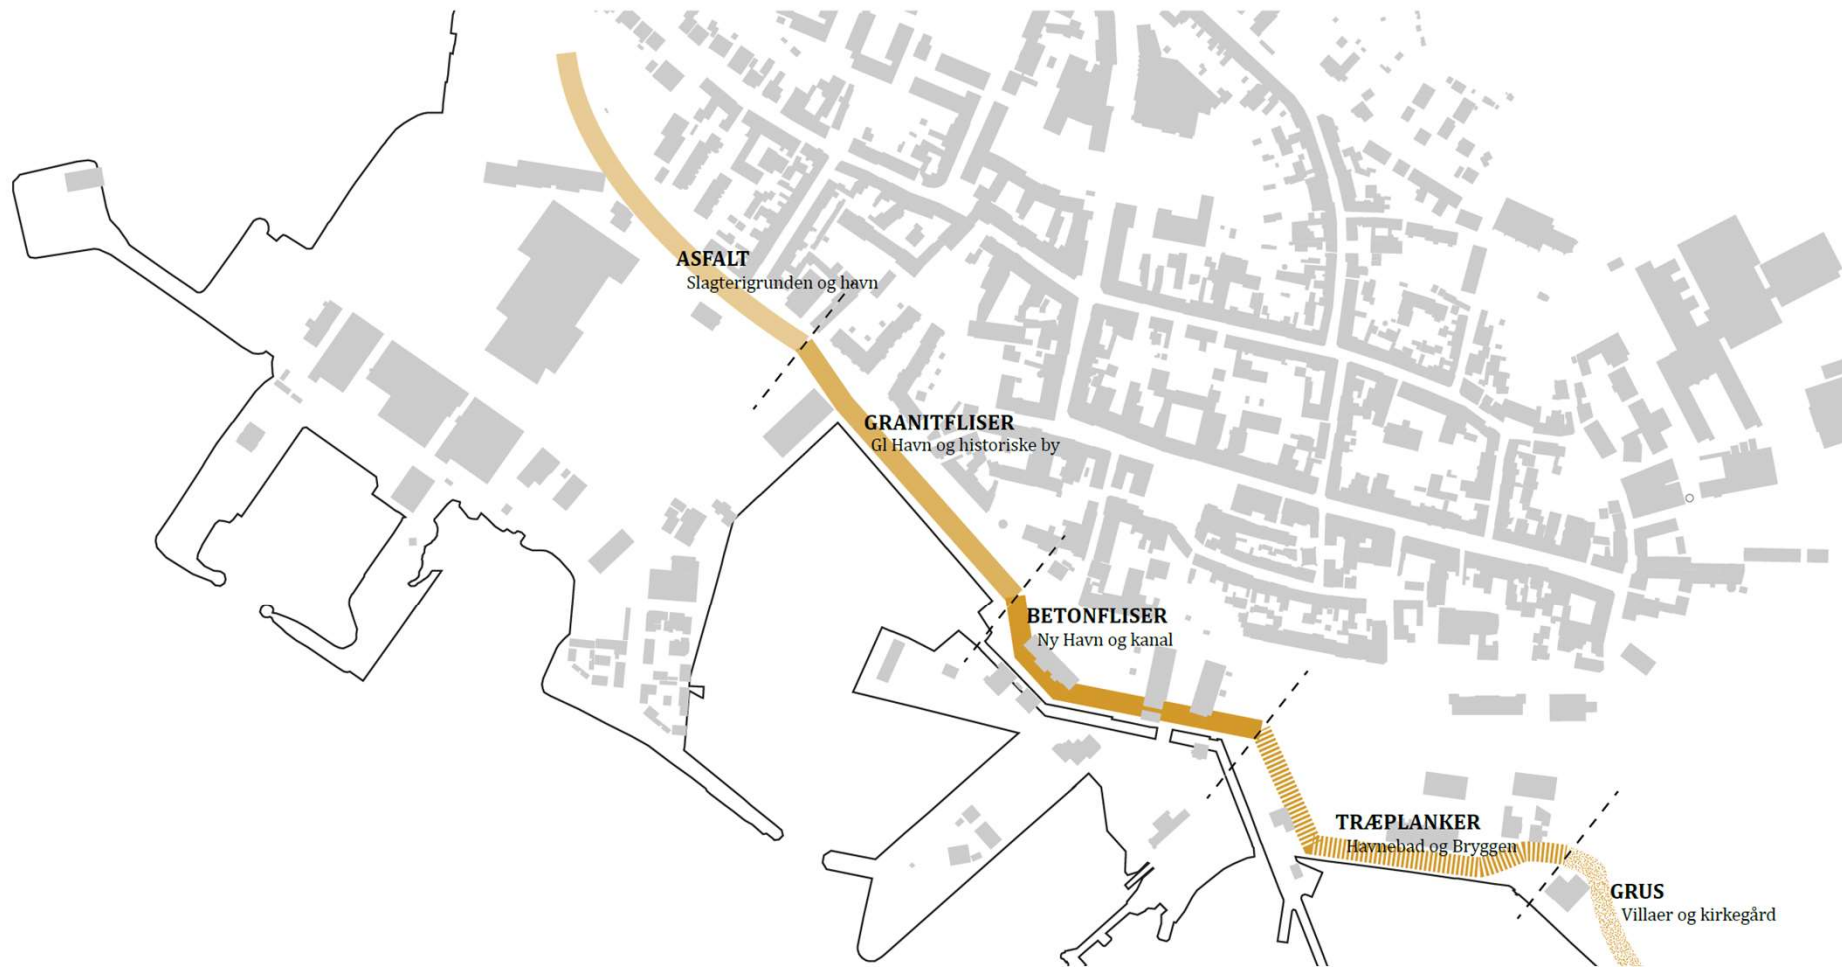 ASFALT
Slagterigrunden og havn
GRANITFLISER
Gl Havn og historiske by
BETONFLISER
Ny Havn og kanal
TRÆPLANKER
Havnebad og Bryggen
GRUS
Villaer og kirkegård